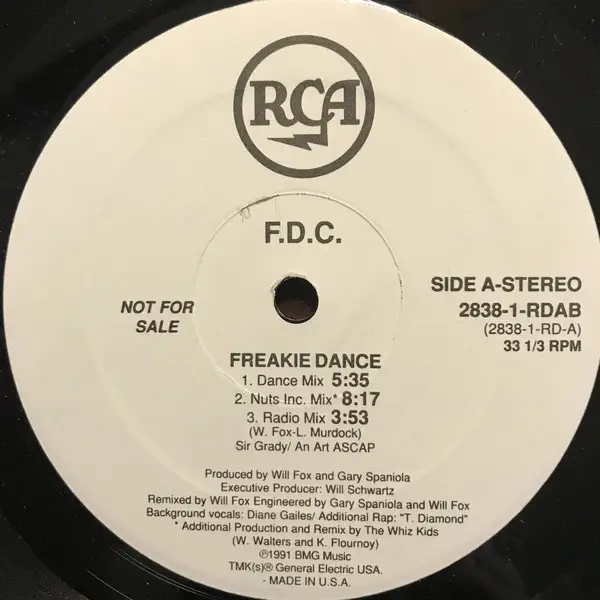 RCA
F.D.C.
NOT FOR
SALE
SIDE A-STEREO
2838-1-RDAB
(2838-1-RD-A)
33 1/3 RPM
FREAKIE DANCE
1. Dance Mix 5:35
2. Nuts Inc. Mix* 8:17
3. Radio Mix 3:53
(W. Fox-L. Murdock)
Sir Grady/ An Art ASCAP
Produced by Will Fox and Gary Spaniola
Executive Producer: Will Schwartz
Remixed by Will Fox Engineered by Gary Spaniola and Will Fox
Background vocals: Diane Gailes/ Additional Rap: "T. Diamond"
* Additional Production and Remix by The Whiz Kids
(W. Walters and K. Flournoy)
℗1991 BMG Music
TMK(s)® General Electric USA.
- MADE IN U.S.A.